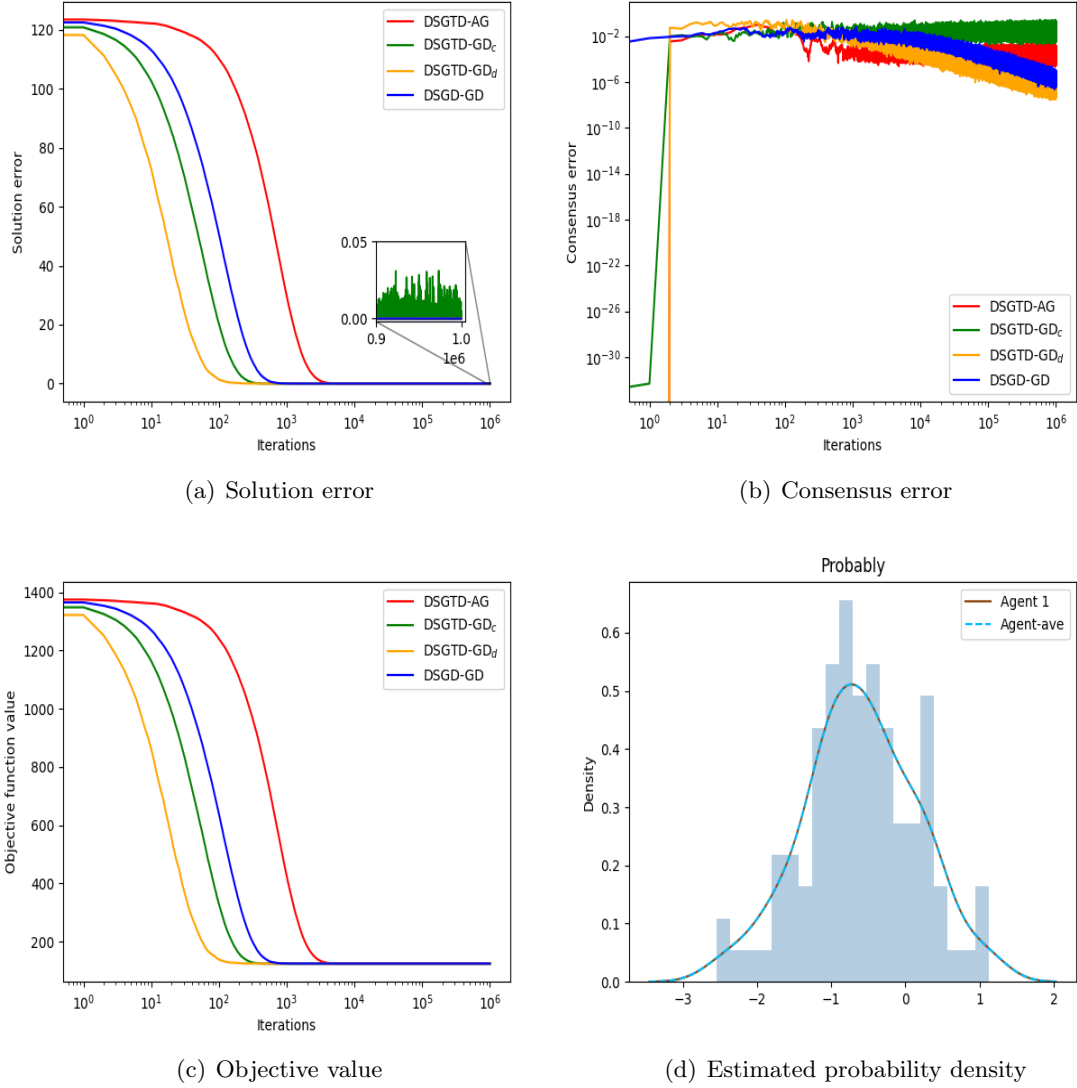 120
100
80
60
40
20
0
Solution error
DSGTD-AG
DSGTD-GD_c
DSGTD-GD_d
DSGD-GD
0.05
0.00
0.9
1.0
1e6
10^0
10^1
10^2
10^3
10^4
10^5
10^6
Iterctions
(a) Solution error
10^-2
10^-6
10^-10
10^-14
10^-18
10^-22
10^-26
10^-30
Consensus error
DSGTD-AG
DSGTD-GD_c
DSGTD-GD_d
DSGD-GD
10^0
10^1
10^2
10^3
10^4
10^5
10^6
Iterctions
(b) Consensus error
1400
1200
1000
800
600
400
200
Objective function value
DSGTD-AG
DSGTD-GD_c
DSGTD-GD_d
DSGD-GD
10^0
10^1
10^2
10^3
10^4
10^5
10^6
Iterctions
(c) Objective value
Probably
Agent 1
Agent-ave
0.6
0.5
0.4
0.3
0.2
0.1
0.0
Density
−3
−2
−1
0
1
2
(d) Estimated probability density